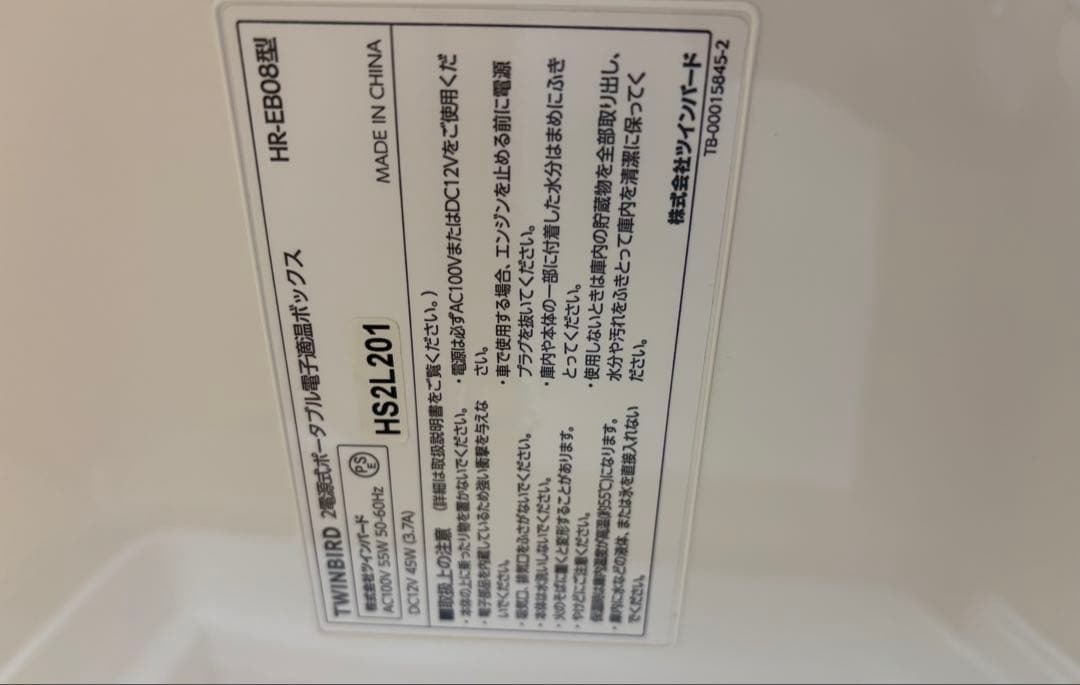 TWINBIRD 2電源式ポータブル電子適温ボックス HR-EB08型
株式会社ツインバード
AC100V 55W 50-60Hz
PSE
DC12V 45W (3.7A)
HS2L201
MADE IN CHINA
■取扱上の注意 (詳細は取扱説明書をご覧ください。)
・本体の上に乗ったり物を置かないでください。
・電子部品を内蔵しているため強い衝撃を与えな
いでください。
・吸気口、排気口をふさがないでください。
・本体は水洗いしないでください。
・火のそばに置くと変形することがあります。
・やけどにご注意ください。
保温時は庫内温度が高温(約55℃)になります。
・庫内に水などの液体、または氷を直接入れない
でください。
・電源は必ずAC100VまたはDC12Vをご使用くだ
さい。
・車で使用する場合、エンジンを止める前に電源
プラグを抜いてください。
・庫内や本体の一部に付着した水分はまめにふき
とってください。
・使用しないときは庫内の貯蔵物を全部取り出し、
水分や汚れをふきとって庫内を清潔に保ってく
ださい。
株式会社ツインバード
TB-00015845-2